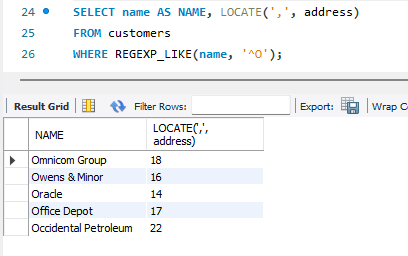 24 SELECT name AS NAME, LOCATE(',', address)
25 FROM customers
26 WHERE REGEXP_LIKE(name, '^O');
Result Grid Filter Rows: Export: Wrap C
NAME LOCATE(',', address)
Omnicom Group 18
Owens & Minor 16
Oracle 14
Office Depot 17
Occidental Petroleum 22